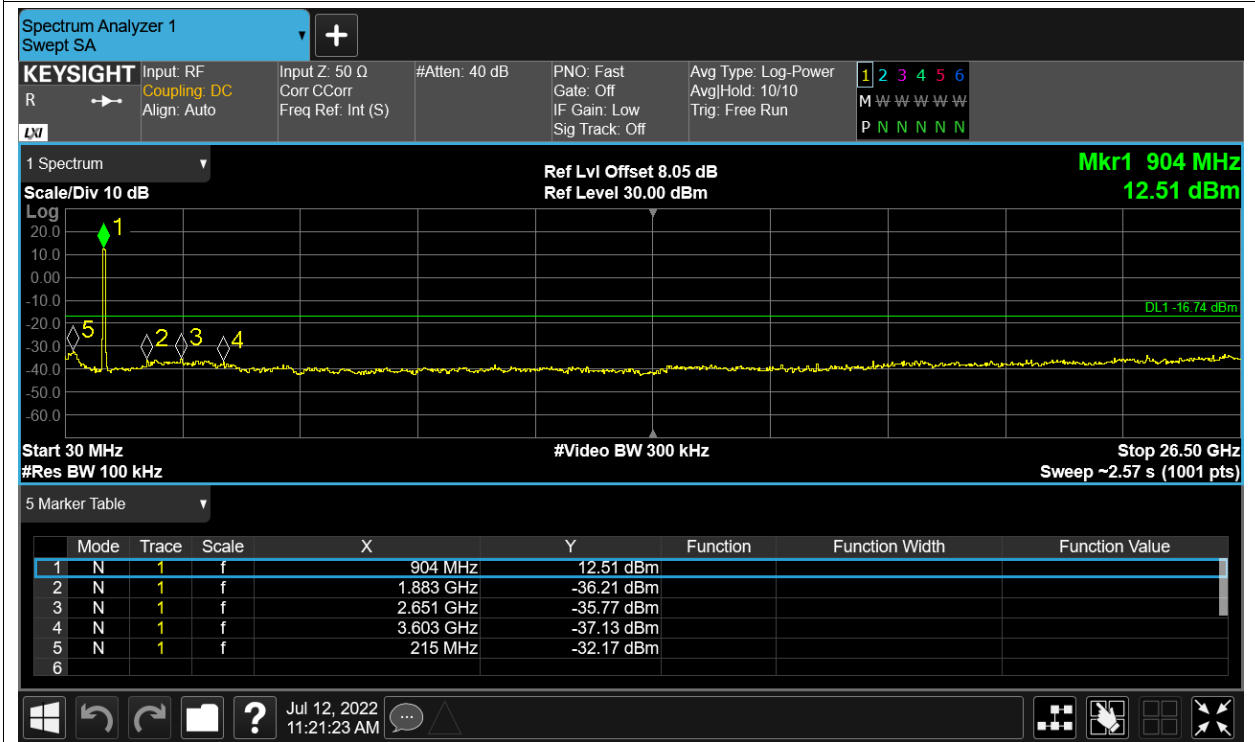 Spectrum Analyzer 1
Swept SA
KEYSIGHT
R
LXI
Input: RF
Coupling: DC
Align: Auto
Input Z: 50 Ω
Corr CCorr
Freq Ref: Int (S)
#Atten: 40 dB
PNO: Fast
Gate: Off
IF Gain: Low
Sig Track: Off
Avg Type: Log-Power
Avg|Hold: 10/10
Trig: Free Run
1 2 3 4 5 6
M W W W W W
P N N N N N
1 Spectrum
Scale/Div 10 dB
Ref Lvl Offset 8.05 dB
Ref Level 30.00 dBm
Mkr1 904 MHz
12.51 dBm
Log
20.0
10.0
0.00
-10.0
-20.0
-30.0
-40.0
-50.0
-60.0
1
5
2
3
4
DL1 -16.74 dBm
Start 30 MHz
#Video BW 300 kHz
Stop 26.50 GHz
#Res BW 100 kHz
Sweep ~2.57 s (1001 pts)
5 Marker Table
Mode Trace Scale X Y Function Function Width Function Value
1 N 1 f 904 MHz 12.51 dBm
2 N 1 f 1.883 GHz -36.21 dBm
3 N 1 f 2.651 GHz -35.77 dBm
4 N 1 f 3.603 GHz -37.13 dBm
5 N 1 f 215 MHz -32.17 dBm
6
?
Jul 12, 2022
11:21:23 AM